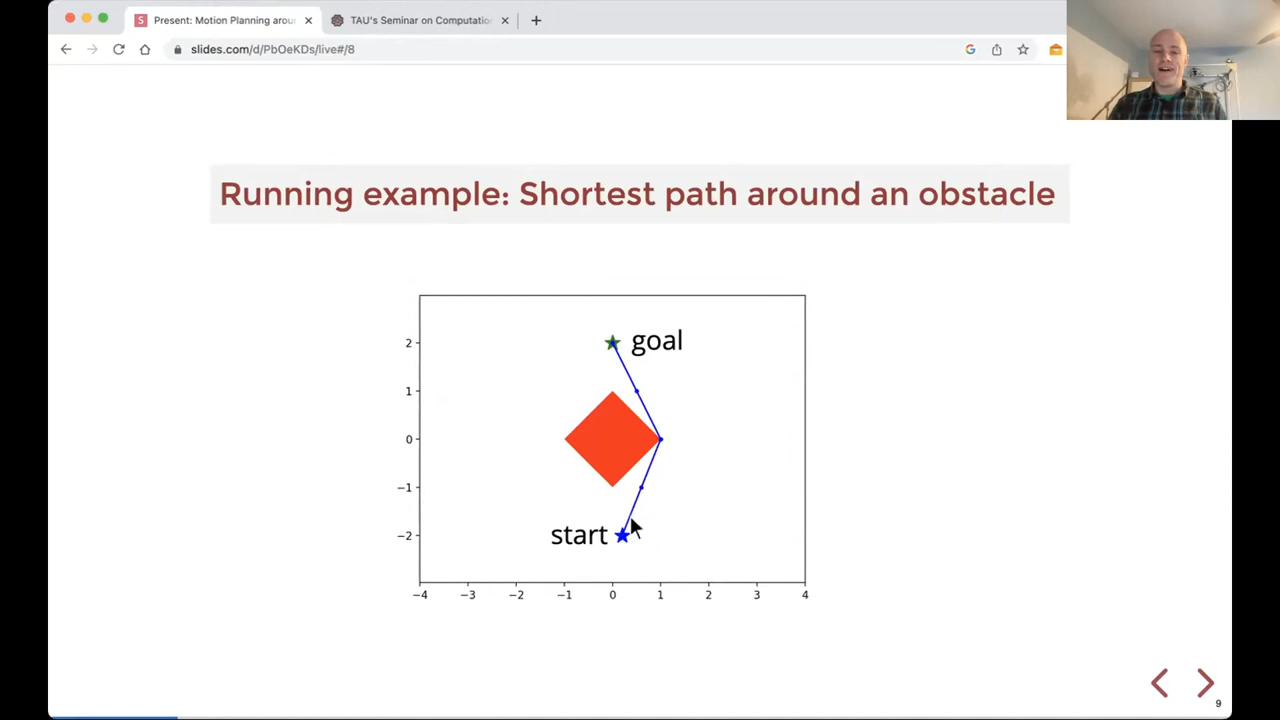 Present: Motion Planning arou
TAU's Seminar on Computatio
slides.com/d/PbOeKDs/live#/8
Running example: Shortest path around an obstacle
goal
start
2
1
0
−1
−2
−4 −3 −2 −1 0 1 2 3 4
9